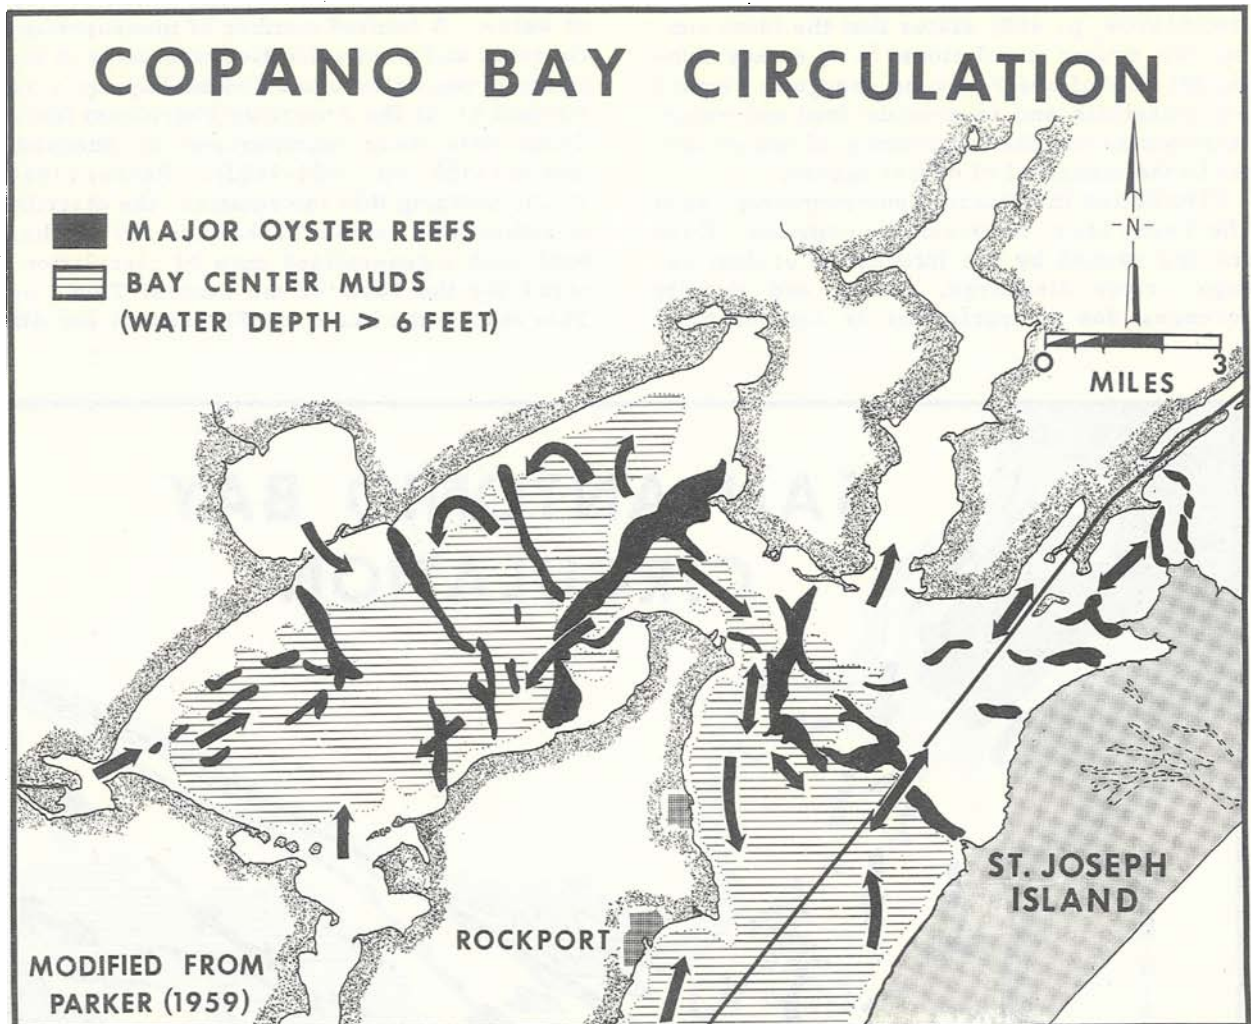 COPANO BAY CIRCULATION
MAJOR OYSTER REEFS
BAY CENTER MUDS
(WATER DEPTH > 6 FEET)
N
0 3
MILES
ST. JOSEPH
ISLAND
ROCKPORT
MODIFIED FROM
PARKER (1959)